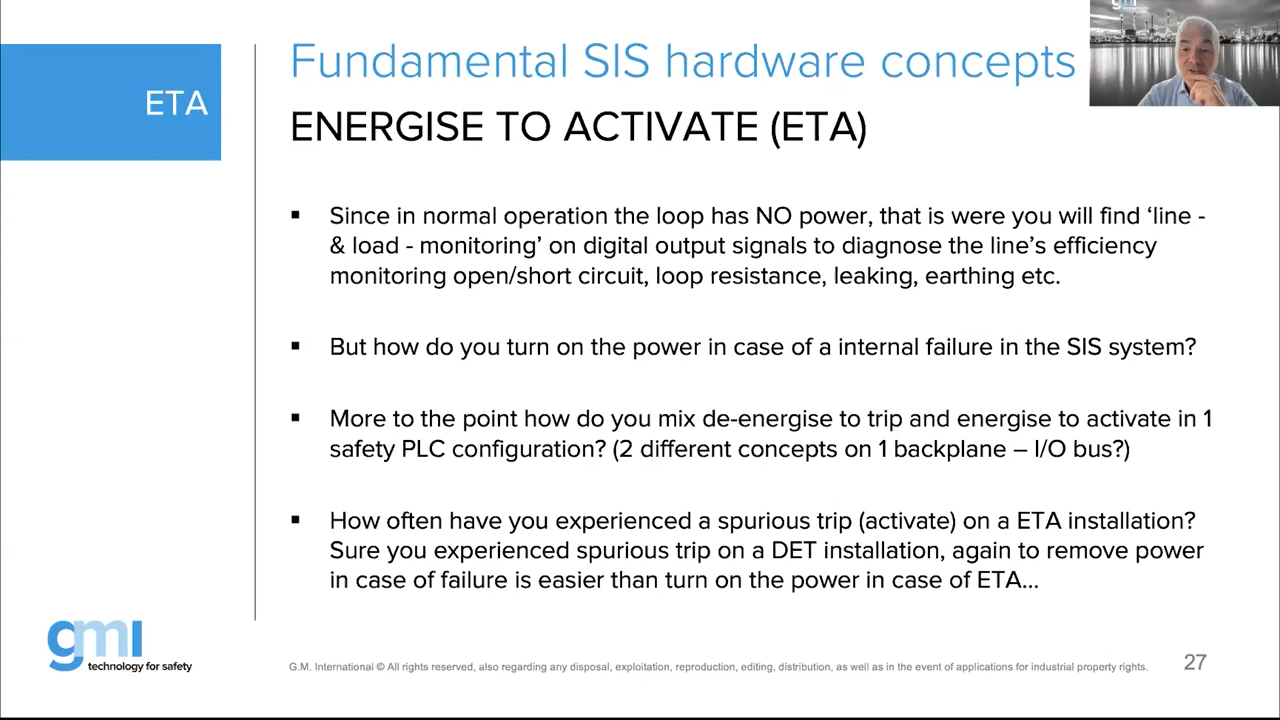 gmi
Fundamental SIS hardware concepts
ETA
ENERGISE TO ACTIVATE (ETA)
▪ Since in normal operation the loop has NO power, that is were you will find ‘line -
& load - monitoring’ on digital output signals to diagnose the line’s efficiency
monitoring open/short circuit, loop resistance, leaking, earthing etc.
▪ But how do you turn on the power in case of a internal failure in the SIS system?
▪ More to the point how do you mix de-energise to trip and energise to activate in 1
safety PLC configuration? (2 different concepts on 1 backplane – I/O bus?)
▪ How often have you experienced a spurious trip (activate) on a ETA installation?
Sure you experienced spurious trip on a DET installation, again to remove power
in case of failure is easier than turn on the power in case of ETA...
gmi
technology for safety
G.M. International © All rights reserved, also regarding any disposal, exploitation, reproduction, editing, distribution, as well as in the event of applications for industrial property rights.
27